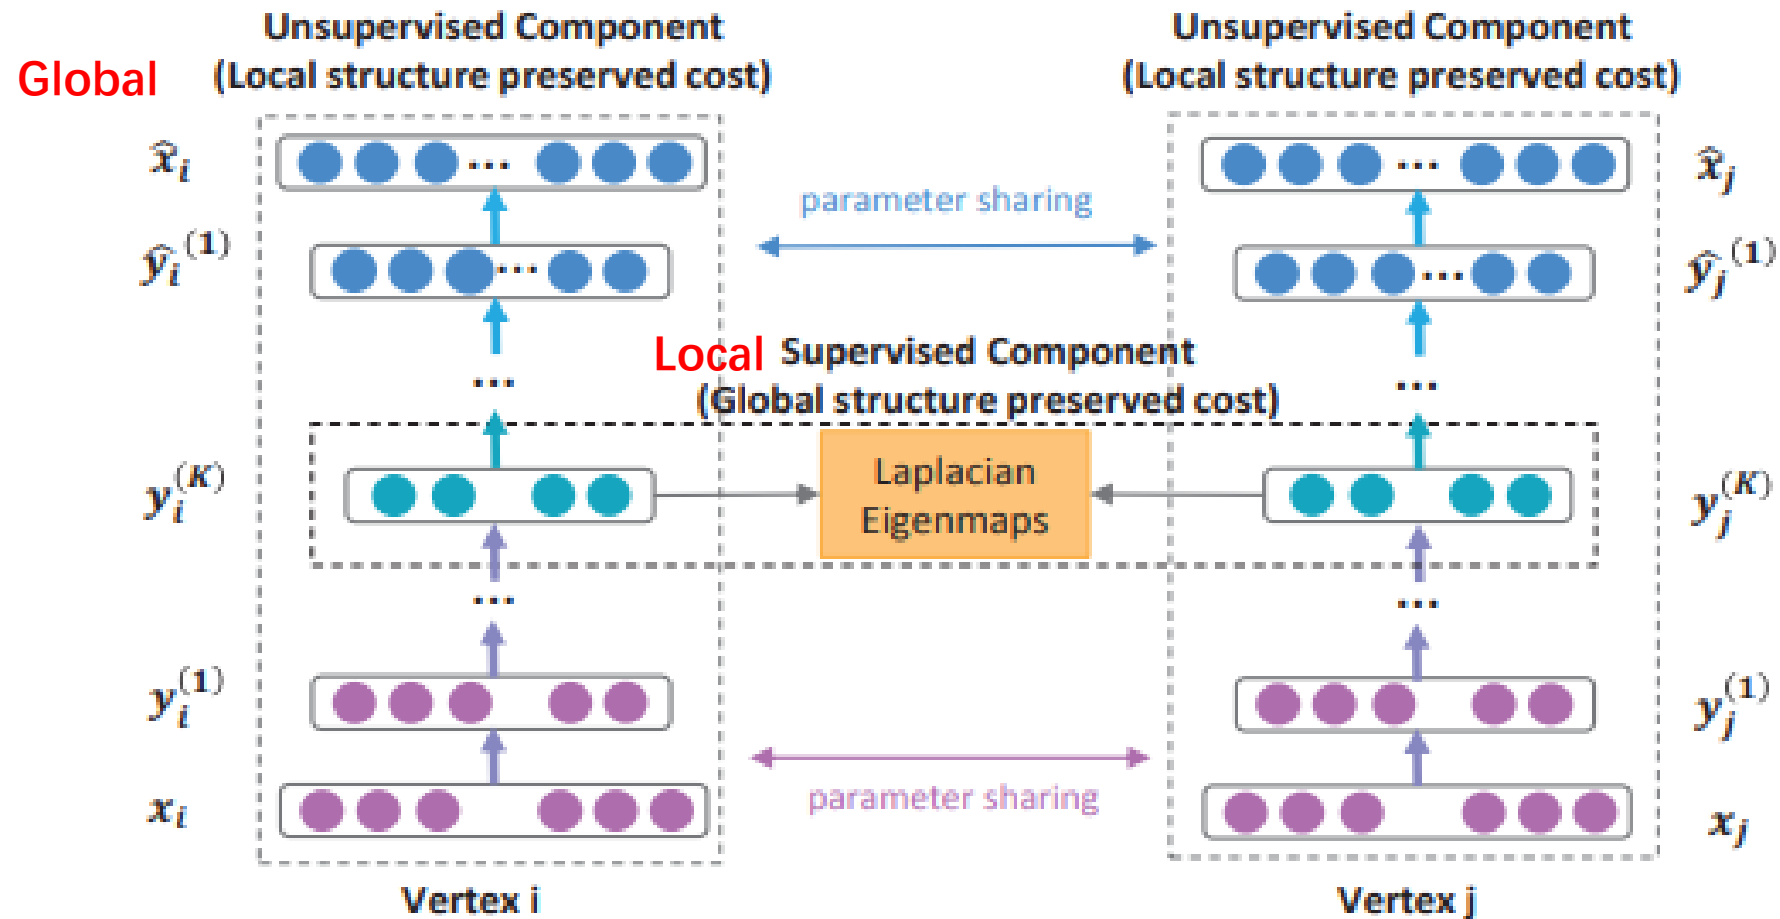 Unsupervised Component
(Local structure preserved cost)
Unsupervised Component
(Local structure preserved cost)
Global
x̂ᵢ
ŷᵢ⁽¹⁾
...
yᵢ⁽ᴷ⁾
...
yᵢ⁽¹⁾
xᵢ
Vertex i
parameter sharing
Local Supervised Component
(Global structure preserved cost)
Laplacian
Eigenmaps
parameter sharing
x̂ⱼ
ŷⱼ⁽¹⁾
...
yⱼ⁽ᴷ⁾
...
yⱼ⁽¹⁾
xⱼ
Vertex j